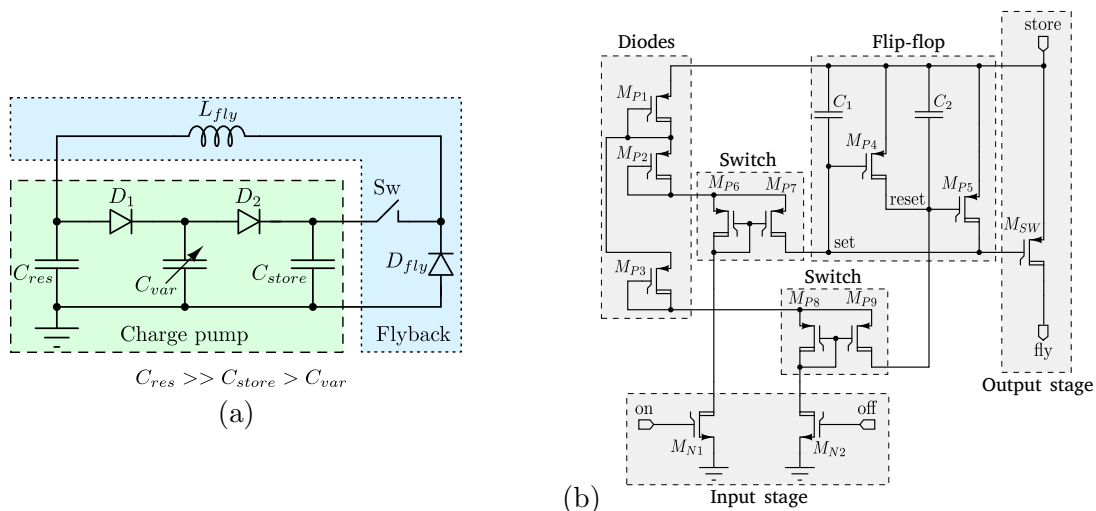 L_fly
D_1
D_2
Sw
C_res
C_var
C_store
D_fly
Charge pump
Flyback
C_res >> C_store > C_var
(a)
store
Diodes
Flip-flop
M_P1
C_1
C_2
M_P2
M_P4
Switch
M_P6
M_P7
M_P5
reset
M_SW
set
M_P3
Switch
M_P8
M_P9
fly
Output stage
on
off
M_N1
M_N2
Input stage
(b)